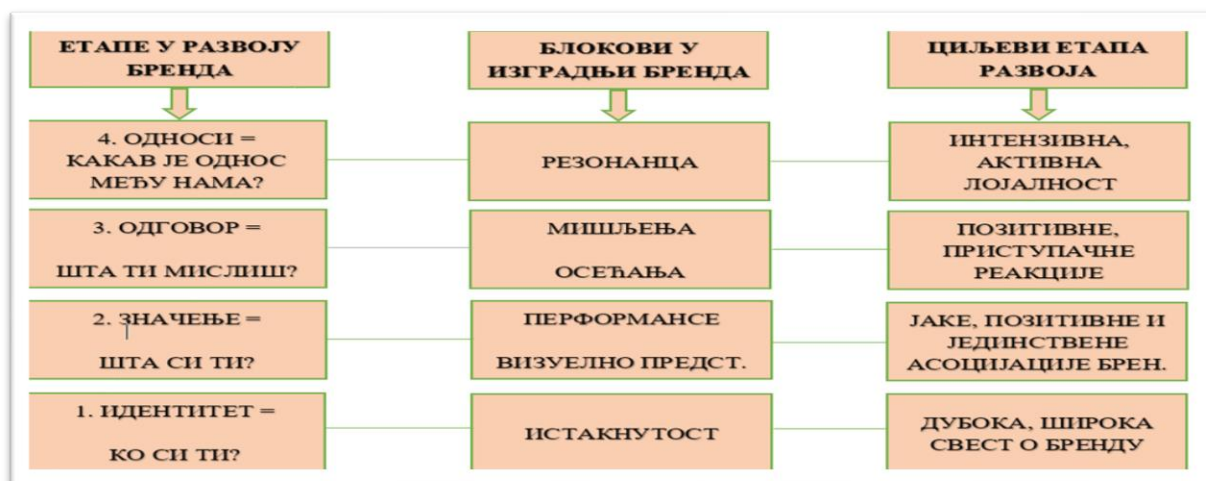 ЕТАПЕ У РАЗВОЈУ
БРЕНДА
БЛОКОВИ У
ИЗГРАДЊИ БРЕНДА
ЦИЉЕВИ ЕТАПА
РАЗВОЈА
4. ОДНОСИ =
КАКАВ ЈЕ ОДНОС
МЕЂУ НАМА?
РЕЗОНАНЦА
ИНТЕНЗИВНА,
АКТИВНА
ЛОЈАЛНОСТ
3. ОДГОВОР =
ШТА ТИ МИСЛИШ?
МИШЉЕЊА
ОСЕЋАЊА
ПОЗИТИВНЕ,
ПРИСТУПАЧНЕ
РЕАКЦИЈЕ
2. ЗНАЧЕЊЕ =
ШТА СИ ТИ?
ПЕРФОРМАНСЕ
ВИЗУЕЛНО ПРЕДСТ.
ЈАКЕ, ПОЗИТИВНЕ И
ЈЕДИНСТВЕНЕ
АСОЦИЈАЦИЈЕ БРЕН.
1. ИДЕНТИТЕТ =
КО СИ ТИ?
ИСТАКНУТОСТ
ДУБОКА, ШИРОКА
СВЕСТ О БРЕНДУ